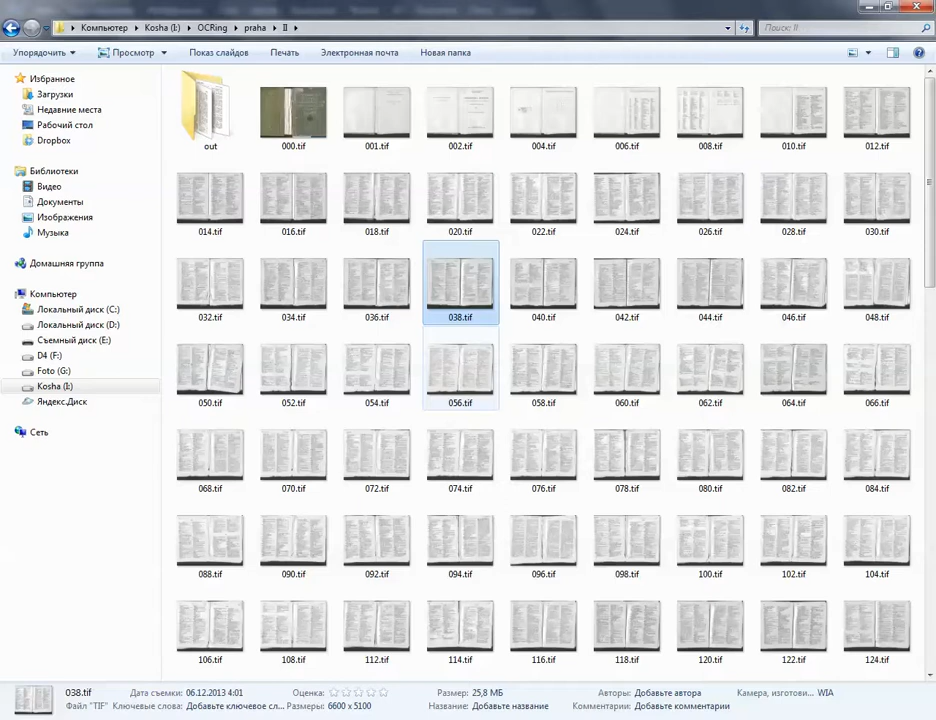 Компьютер ▸ Kosha (I:) ▸ OCRing ▸ praha ▸ II ▸
Поиск: II
Упорядочить Просмотр Показ слайдов Печать Электронная почта Новая папка
Избранное
Загрузки
Недавние места
Рабочий стол
Dropbox
Библиотеки
Видео
Документы
Изображения
Музыка
Домашняя группа
Компьютер
Локальный диск (C:)
Локальный диск (D:)
Съемный диск (E:)
D4 (F:)
Foto (G:)
Kosha (I:)
Яндекс.Диск
Сеть
out 000.tif 001.tif 002.tif 004.tif 006.tif 008.tif 010.tif 012.tif
014.tif 016.tif 018.tif 020.tif 022.tif 024.tif 026.tif 028.tif 030.tif
032.tif 034.tif 036.tif 038.tif 040.tif 042.tif 044.tif 046.tif 048.tif
050.tif 052.tif 054.tif 056.tif 058.tif 060.tif 062.tif 064.tif 066.tif
068.tif 070.tif 072.tif 074.tif 076.tif 078.tif 080.tif 082.tif 084.tif
088.tif 090.tif 092.tif 094.tif 096.tif 098.tif 100.tif 102.tif 104.tif
106.tif 108.tif 112.tif 114.tif 116.tif 118.tif 120.tif 122.tif 124.tif
038.tif Дата съемки: 06.12.2013 4:01 Оценка: Размер: 25,8 МБ Авторы: Добавьте автора Камера, изготови... WIA
Файл "TIF" Ключевые слова: Добавьте ключевое сл... Размеры: 6600 x 5100 Название: Добавьте название Комментарии: Добавьте комментарии